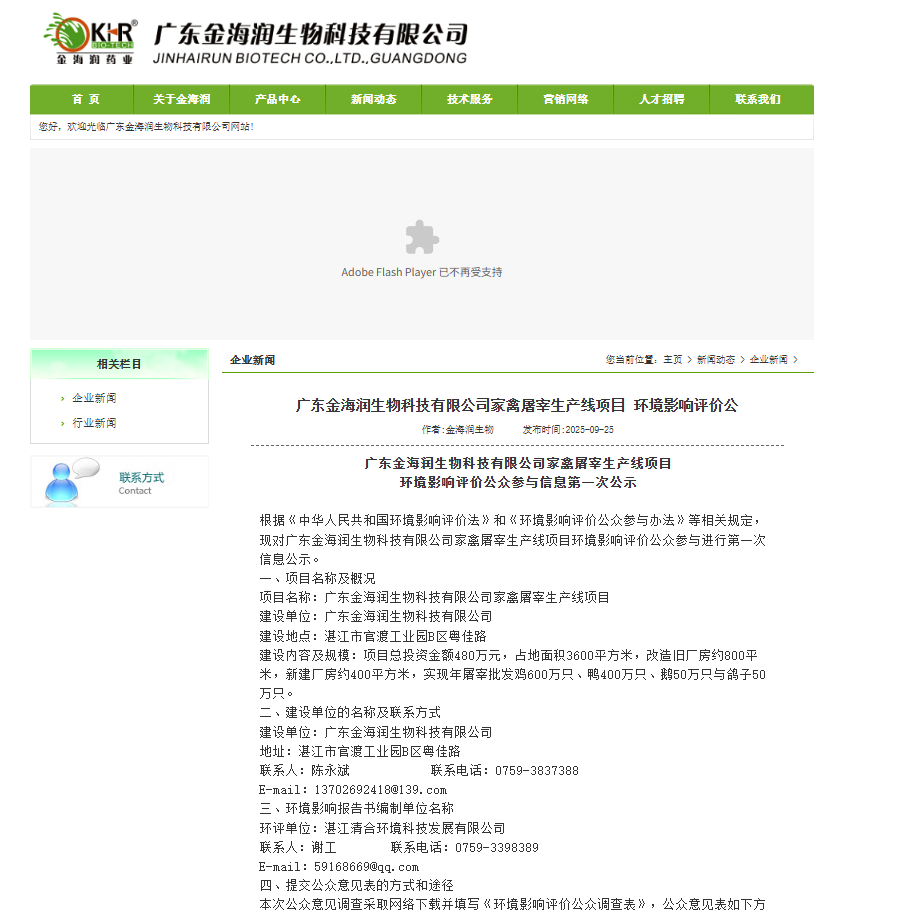 KHR®
BIO-TECH
金海润药业
广东金海润生物科技有限公司
JINHAIRUN BIOTECH CO.,LTD.,GUANGDONG
首 页 关于金海润 产品中心 新闻动态 技术服务 营销网络 人才招聘 联系我们
您好，欢迎光临广东金海润生物科技有限公司网站!
Adobe Flash Player 已不再受支持
相关栏目
企业新闻
行业新闻
联系方式
Contact
企业新闻 您当前位置：主页 > 新闻动态 > 企业新闻 >
广东金海润生物科技有限公司家禽屠宰生产线项目 环境影响评价公
作者:金海润生物 发布时间:2025-09-25
广东金海润生物科技有限公司家禽屠宰生产线项目
环境影响评价公众参与信息第一次公示
根据《中华人民共和国环境影响评价法》和《环境影响评价公众参与办法》等相关规定，
现对广东金海润生物科技有限公司家禽屠宰生产线项目环境影响评价公众参与进行第一次
信息公示。
一、项目名称及概况
项目名称：广东金海润生物科技有限公司家禽屠宰生产线项目
建设单位：广东金海润生物科技有限公司
建设地点：湛江市官渡工业园B区粤佳路
建设内容及规模：项目总投资金额480万元，占地面积3600平方米，改造旧厂房约800平
米，新建厂房约400平方米，实现年屠宰批发鸡600万只、鸭400万只、鹅50万只与鸽子50
万只。
二、建设单位的名称及联系方式
建设单位：广东金海润生物科技有限公司
地址：湛江市官渡工业园B区粤佳路
联系人：陈永斌 联系电话：0759-3837388
E-mail：13702692418@139.com
三、环境影响报告书编制单位名称
环评单位：湛江清合环境科技发展有限公司
联系人：谢工 联系电话：0759-3398389
E-mail：59168669@qq.com
四、提交公众意见表的方式和途径
本次公众意见调查采取网络下载并填写《环境影响评价公众调查表》，公众意见表如下方